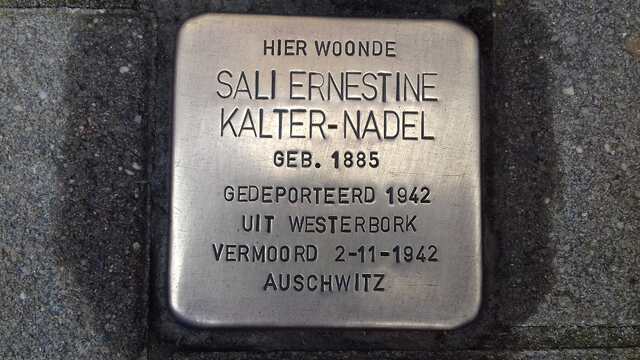 HIER WOONDE
SALI ERNESTINE
KALTER-NADEL
GEB. 1885
GEDEPORTEERD 1942
UIT WESTERBORK
VERMOORD 2-11-1942
AUSCHWITZ